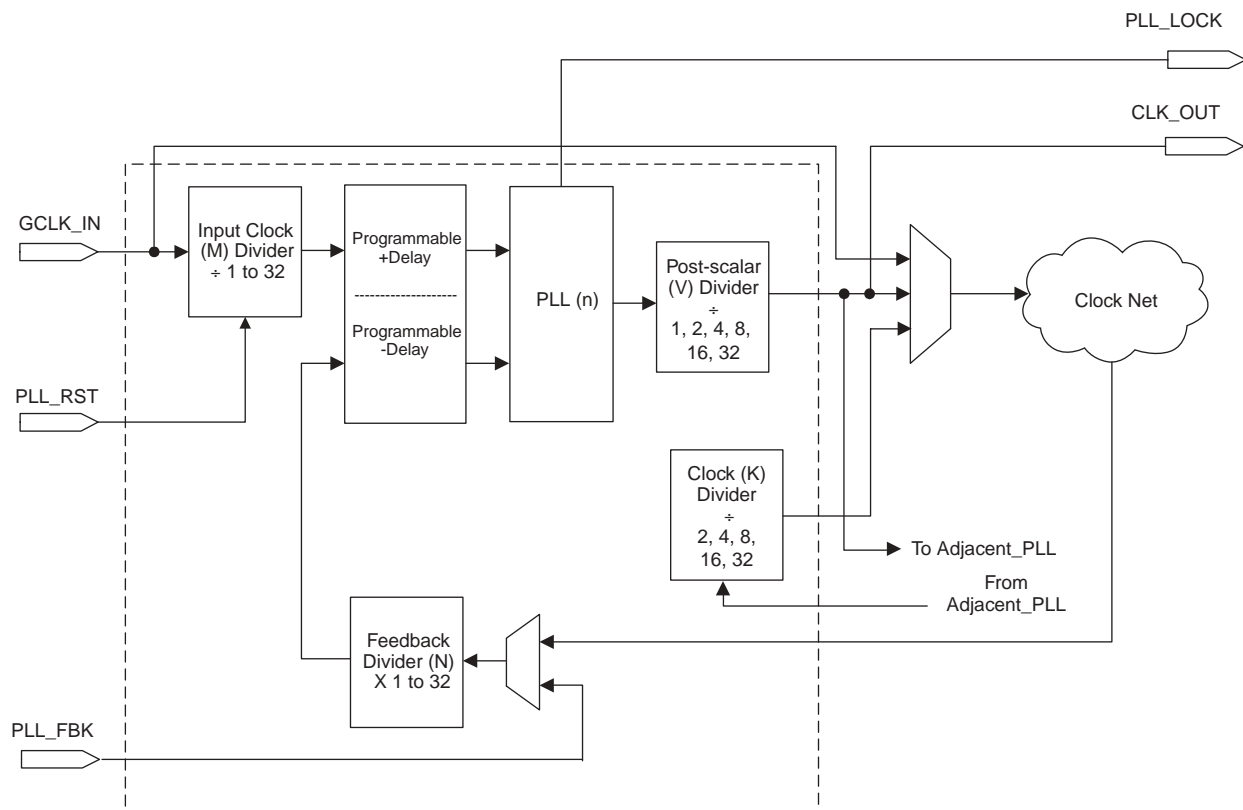 PLL_LOCK
CLK_OUT
GCLK_IN
Input Clock
(M) Divider
÷ 1 to 32
Programmable
+Delay
--------------------
Programmable
-Delay
PLL (n)
Post-scalar
(V) Divider
÷
1, 2, 4, 8,
16, 32
Clock Net
PLL_RST
Clock (K)
Divider
÷
2, 4, 8,
16, 32
To Adjacent_PLL
From
Adjacent_PLL
Feedback
Divider (N)
X 1 to 32
PLL_FBK